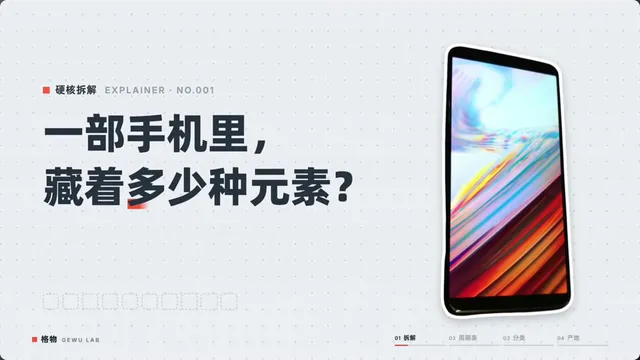 硬核拆解 EXPLAINER · NO.001
一部手机里，
藏着多少种元素？
格物 GEWU LAB
01 拆解 02 周期表 03 分类 04 产地